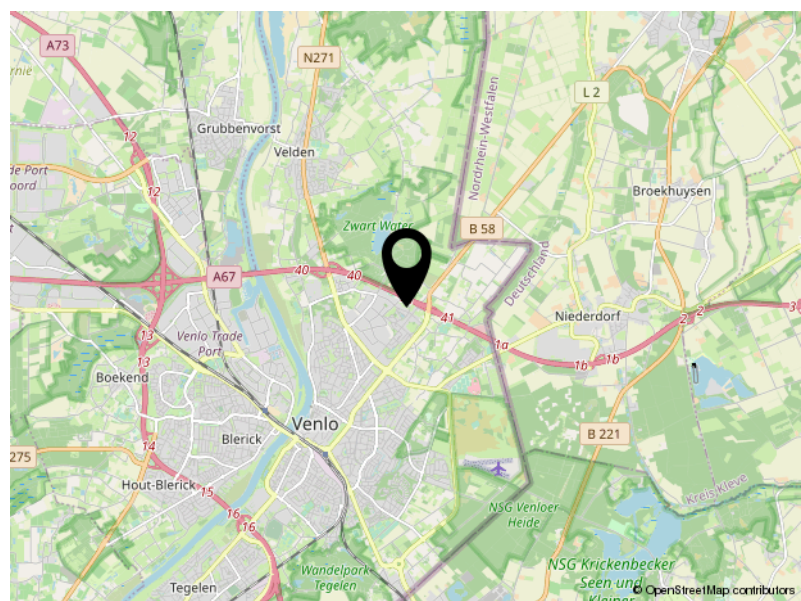 A73
N271
L 2
rnië
Grubbenvorst
12
Velden
Nordrhein-Westfalen
de Port
oord
12
Broekhuysen
Zwart Water
B 58
Deutschland
40
40
A67
41
3
2
2
Niederdorf
13
Venlo Trade
Port
1a
1b
1b
13
Boekend
Venlo
Blerick
B 221
14
275
Hout-Blerick
15
16
16
Kreis Kleve
NSG Venloer
Heide
Wandelpark
Tegelen
NSG Krickenbecker
Seen und
Kleiner
Tegelen
© OpenStreetMap contributors